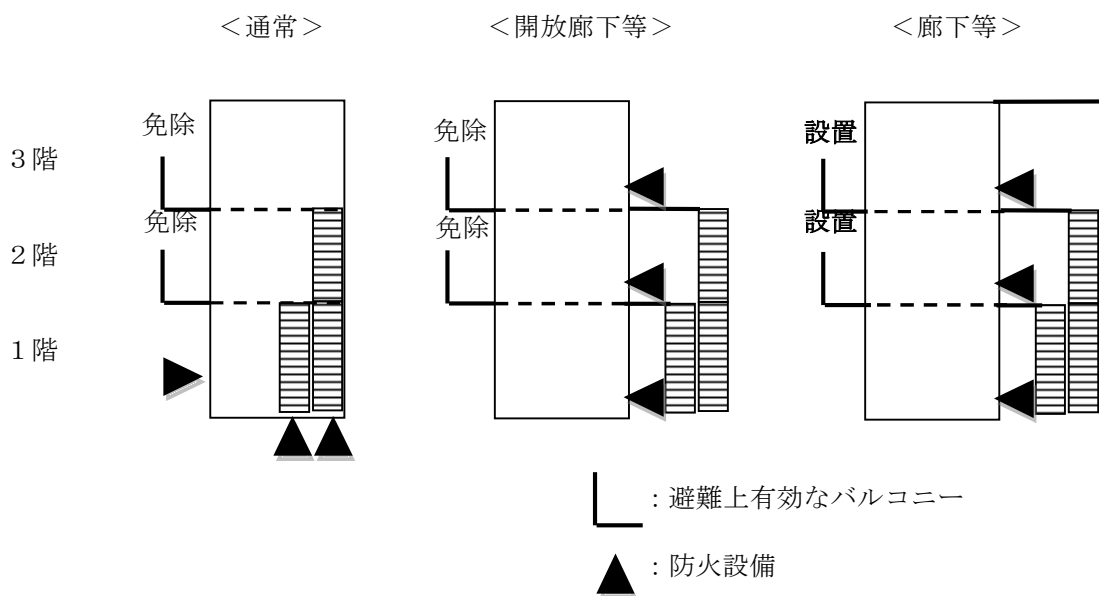 ＜通常＞ ＜開放廊下等＞ ＜廊下等＞
免除 免除 設置
３階
免除 免除 設置
２階
１階
：避難上有効なバルコニー
：防火設備